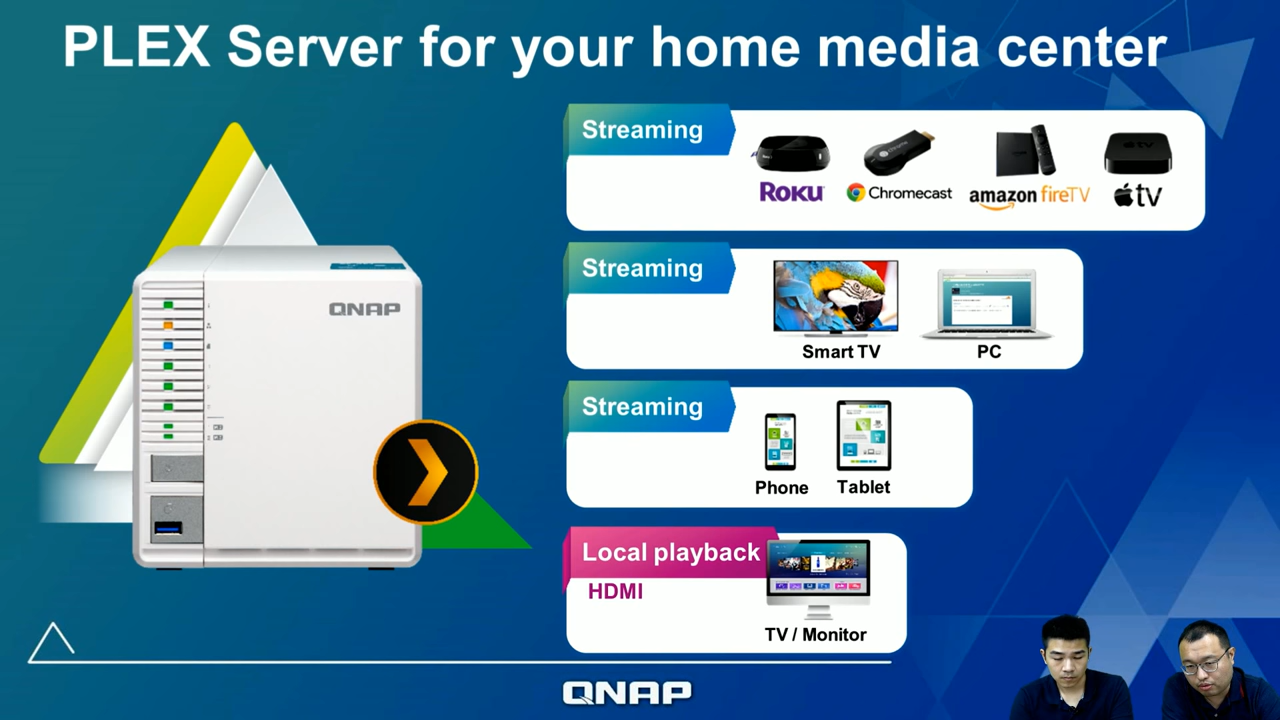 PLEX Server for your home media center
QNAP
Streaming
ROKU
Chromecast
amazon fireTV
tv
Streaming
Smart TV
PC
Streaming
Phone
Tablet
Local playback
HDMI
TV / Monitor
QNAP